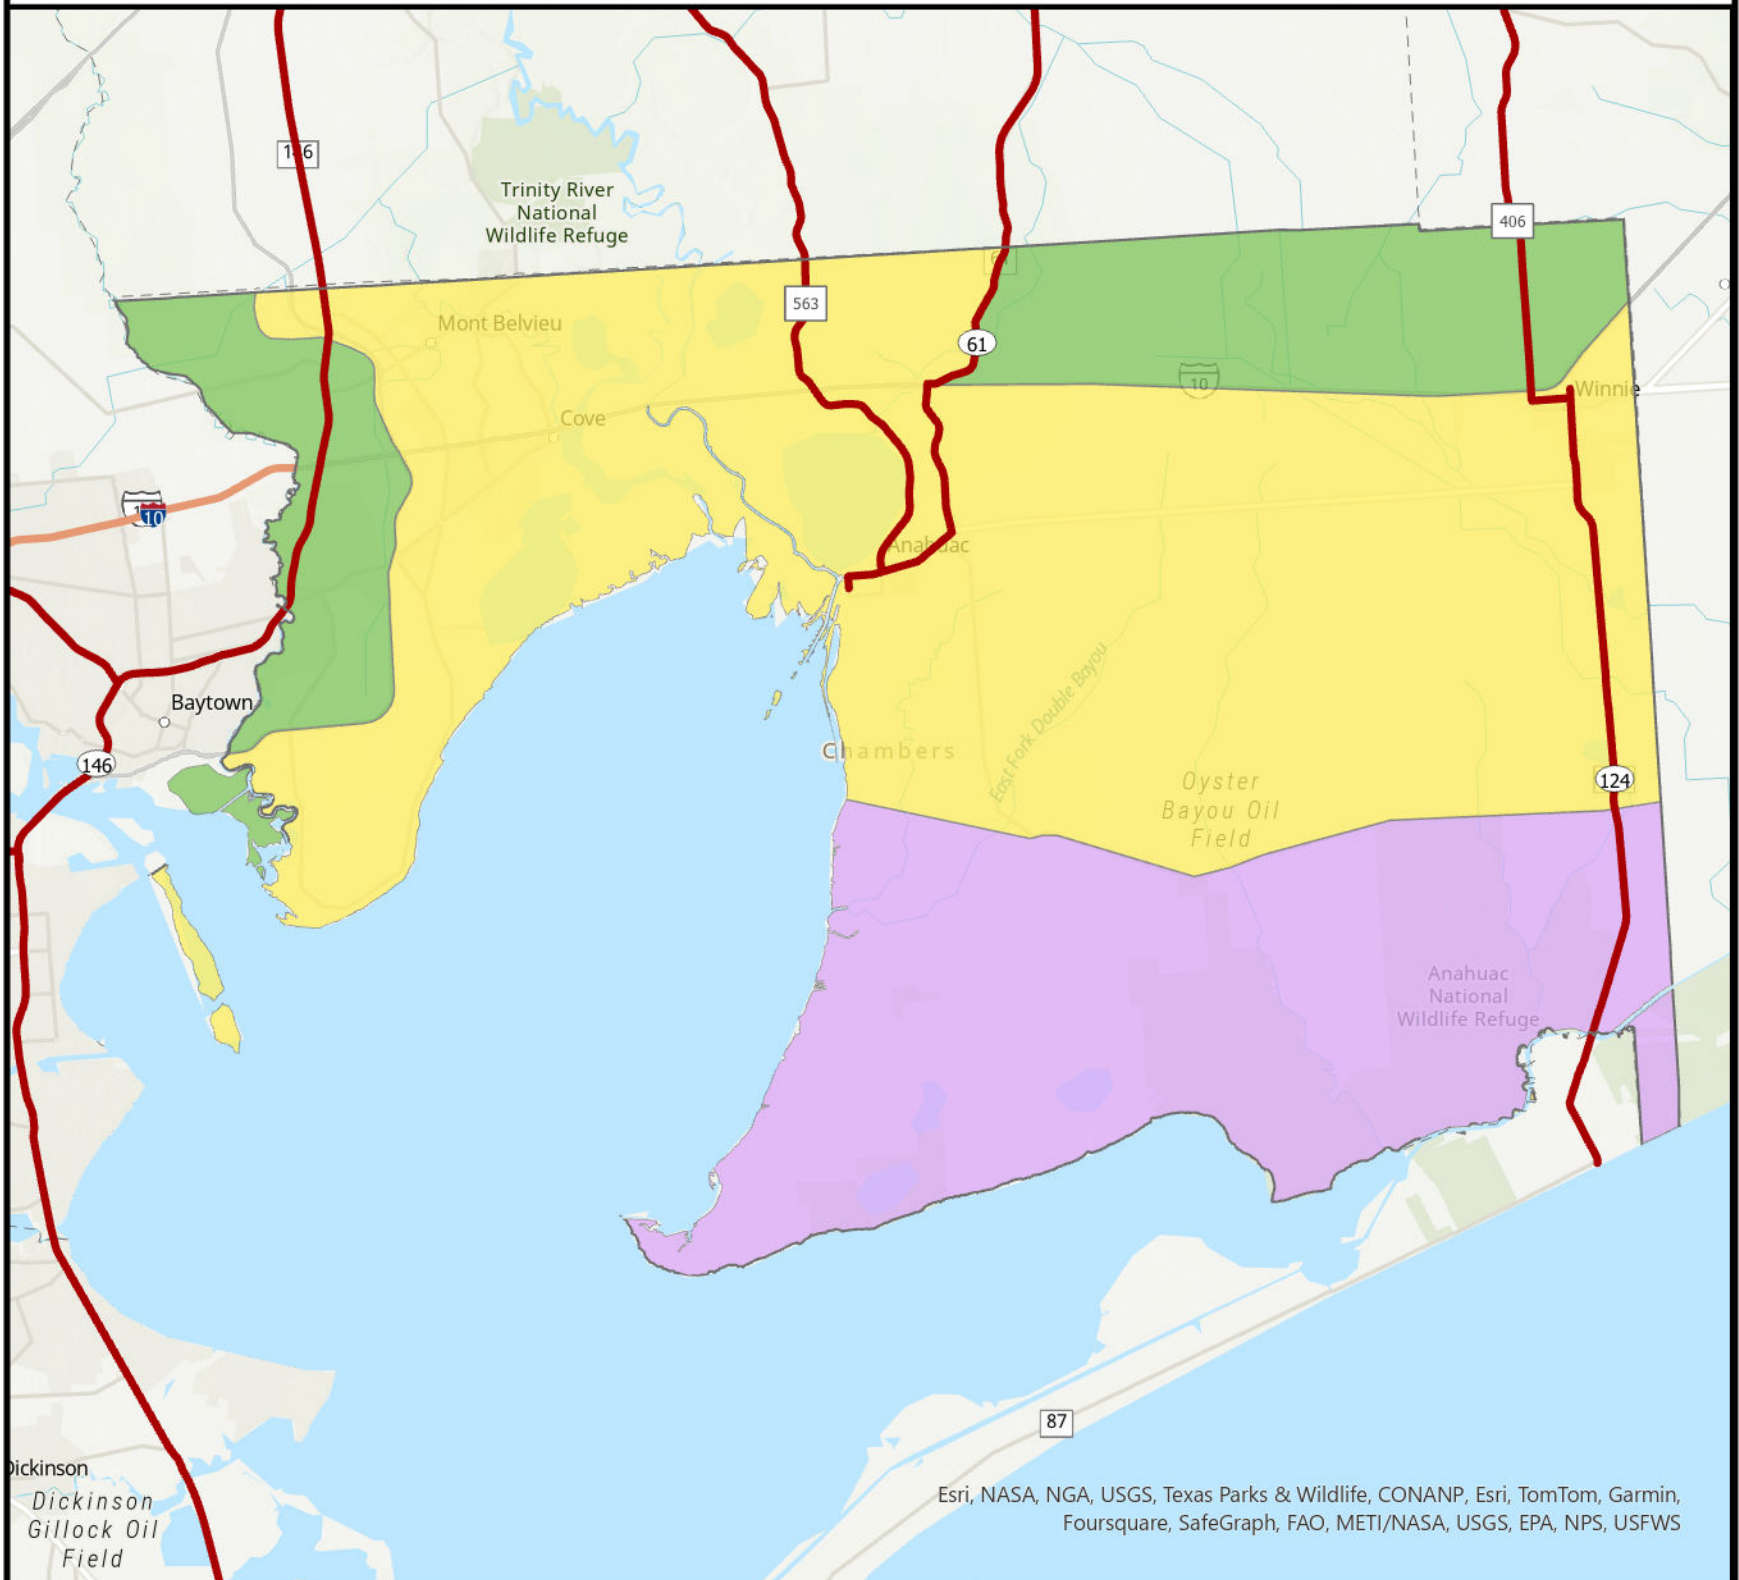 146
Trinity River
National
Wildlife Refuge
406
563
61
Mont Belvieu
61
10
Winnie
Cove
10
Anahuac
Baytown
146
Chambers
East Fork Double Bayou
Oyster
Bayou Oil
Field
124
Anahuac
National
Wildlife Refuge
87
Dickinson
Dickinson
Gillock Oil
Field
Esri, NASA, NGA, USGS, Texas Parks & Wildlife, CONANP, Esri, TomTom, Garmin,
Foursquare, SafeGraph, FAO, METI/NASA, USGS, EPA, NPS, USFWS